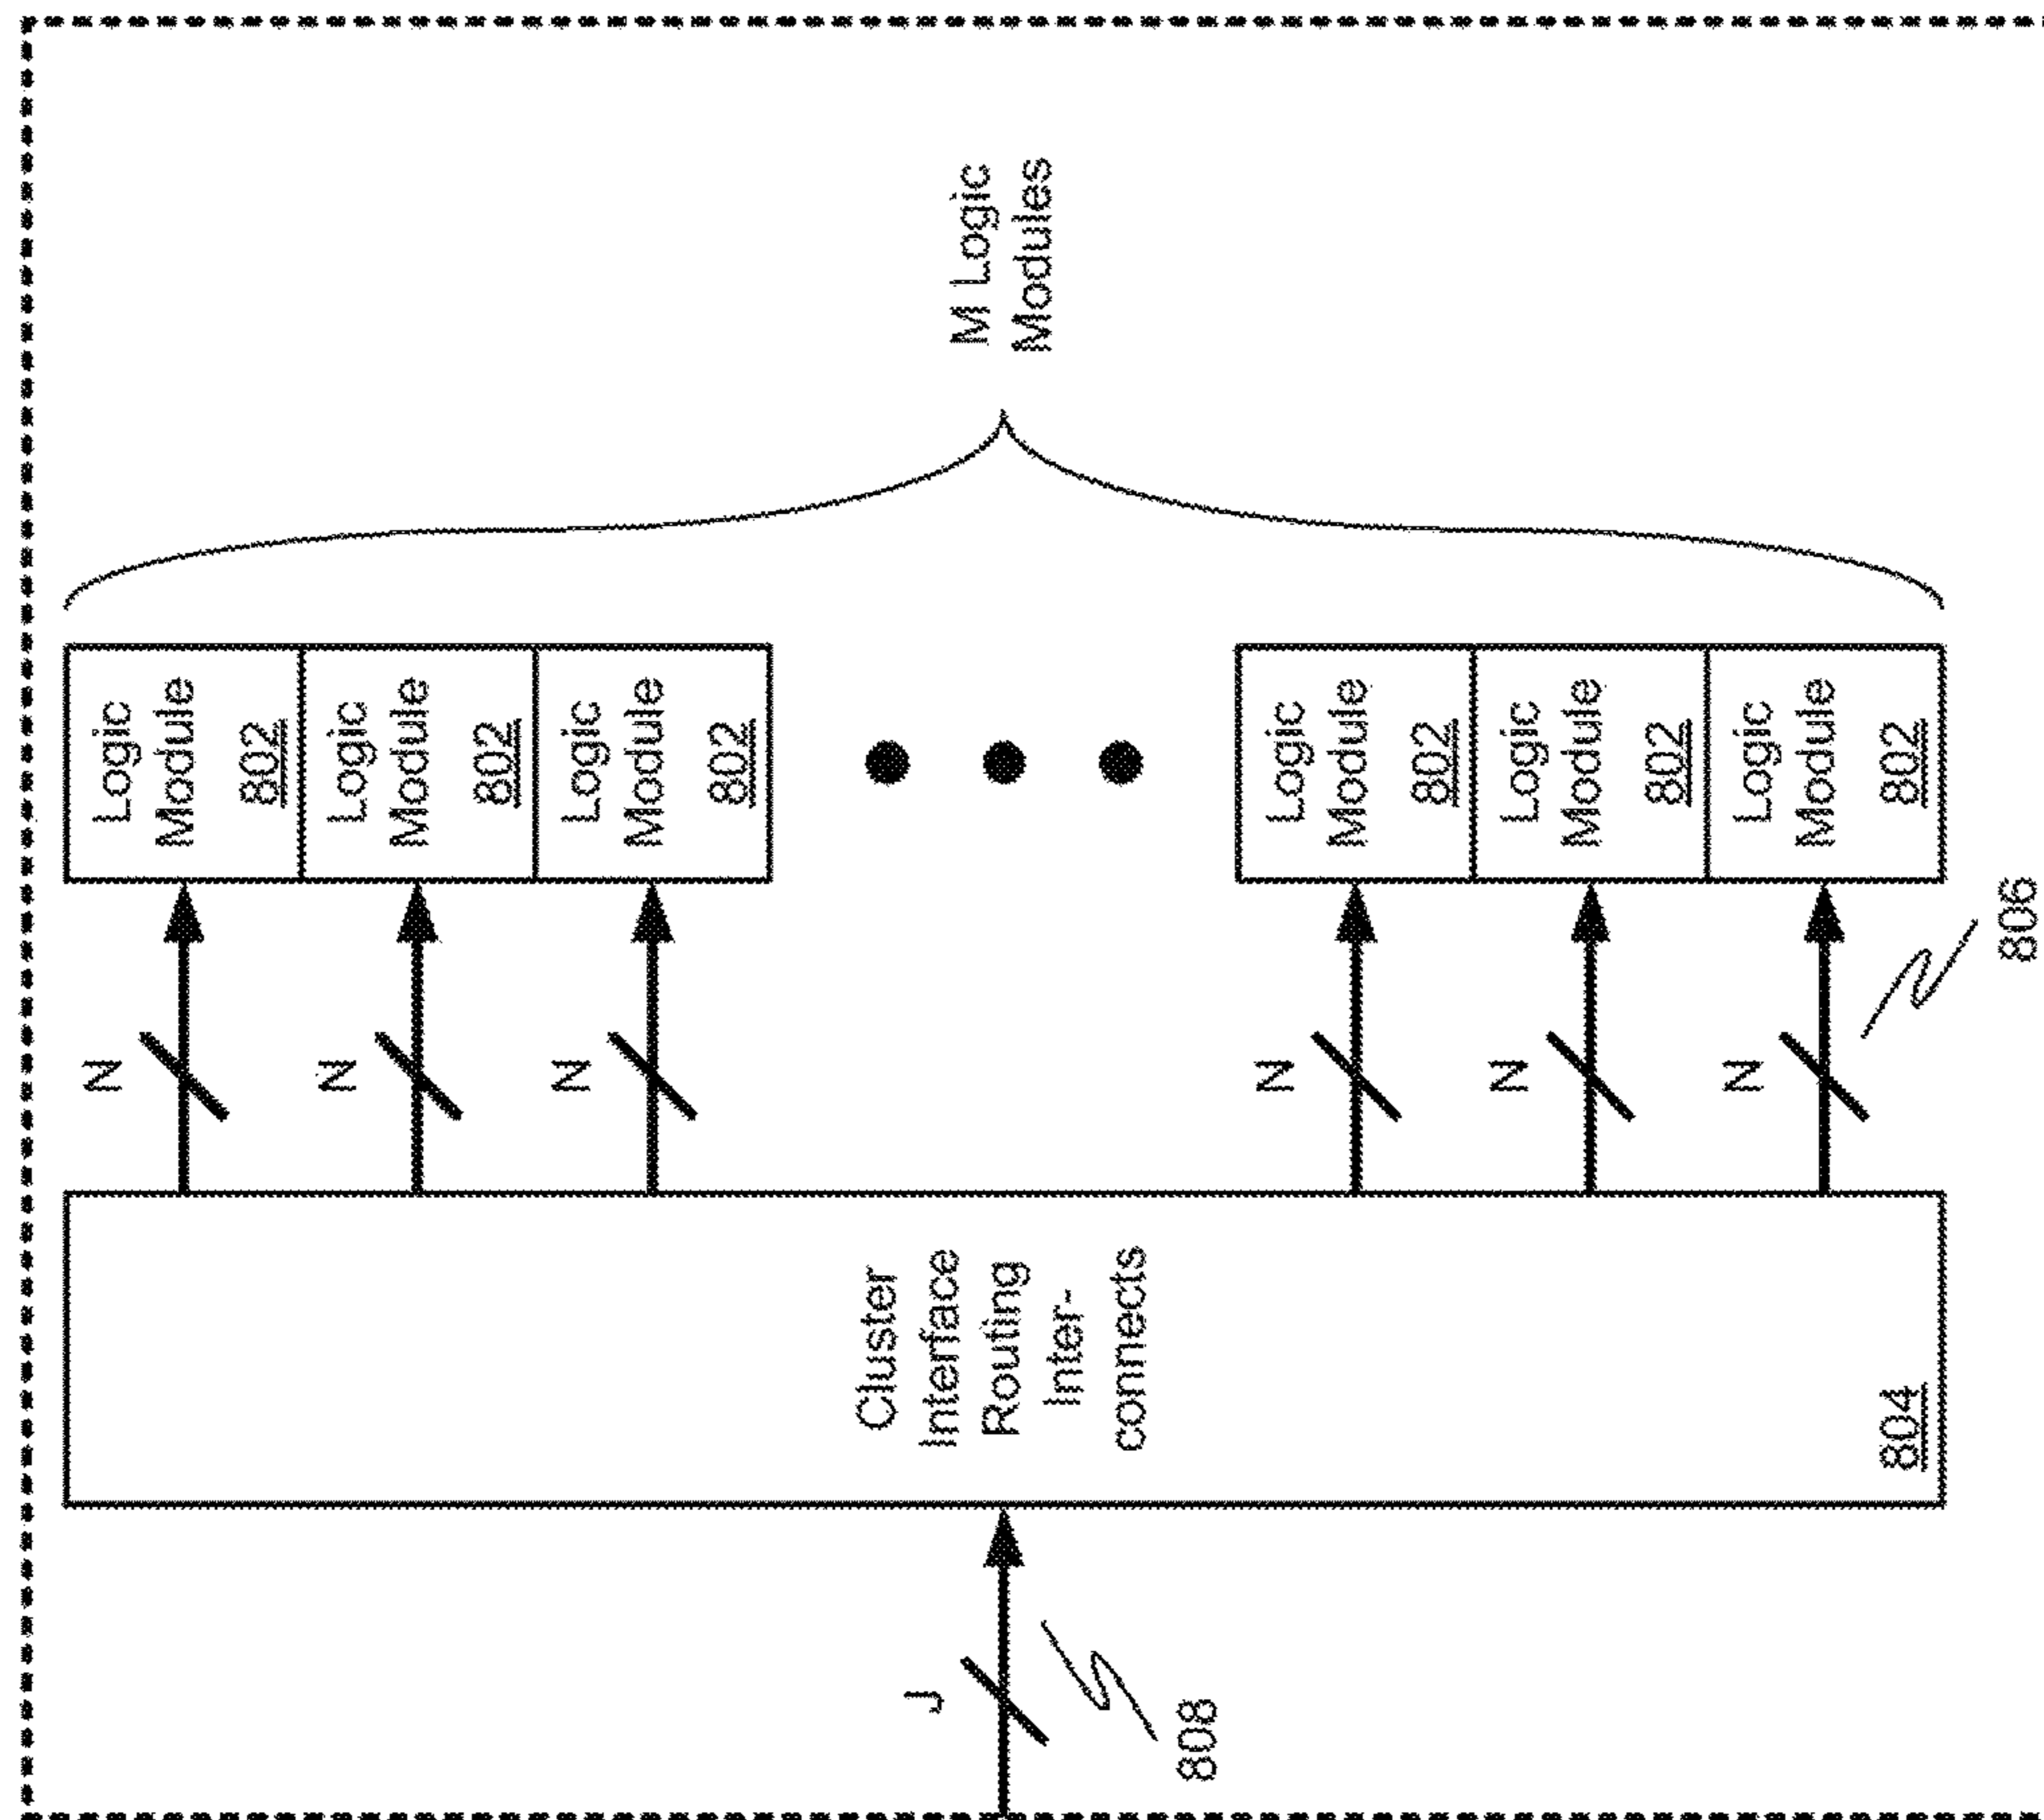 J
808
Cluster
Interface
Routing
Inter-
connects
804
N
N
N
N
N
N
806
Logic
Module
802
Logic
Module
802
Logic
Module
802
Logic
Module
802
Logic
Module
802
Logic
Module
802
M Logic
Modules